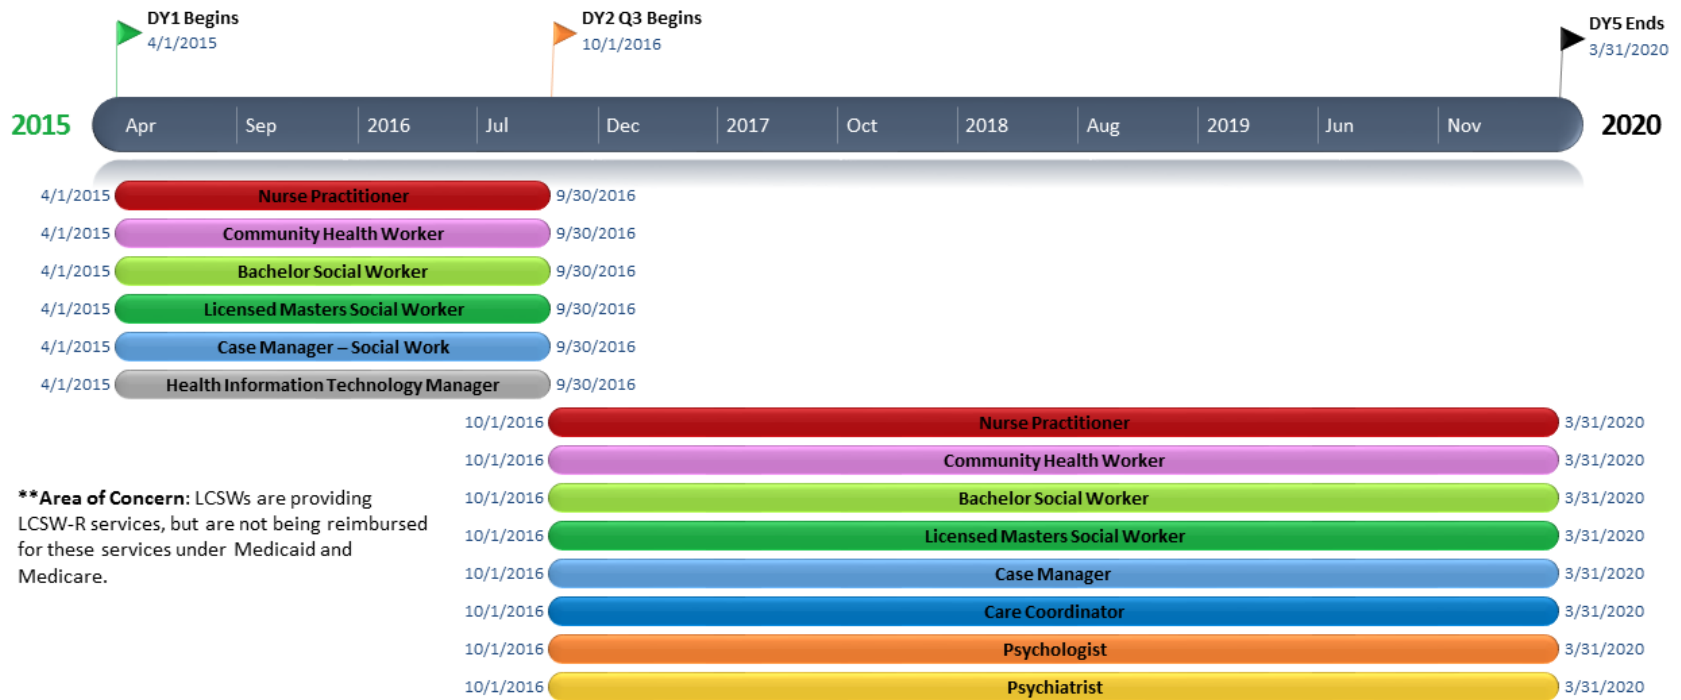 DY1 Begins
4/1/2015
DY2 Q3 Begins
10/1/2016
DY5 Ends
3/31/2020
2015 Apr Sep 2016 Jul Dec 2017 Oct 2018 Aug 2019 Jun Nov 2020
4/1/2015 Nurse Practitioner 9/30/2016
4/1/2015 Community Health Worker 9/30/2016
4/1/2015 Bachelor Social Worker 9/30/2016
4/1/2015 Licensed Masters Social Worker 9/30/2016
4/1/2015 Case Manager – Social Work 9/30/2016
4/1/2015 Health Information Technology Manager 9/30/2016
10/1/2016 Nurse Practitioner 3/31/2020
10/1/2016 Community Health Worker 3/31/2020
10/1/2016 Bachelor Social Worker 3/31/2020
10/1/2016 Licensed Masters Social Worker 3/31/2020
10/1/2016 Case Manager 3/31/2020
10/1/2016 Care Coordinator 3/31/2020
10/1/2016 Psychologist 3/31/2020
10/1/2016 Psychiatrist 3/31/2020
**Area of Concern: LCSWs are providing
LCSW-R services, but are not being reimbursed
for these services under Medicaid and
Medicare.